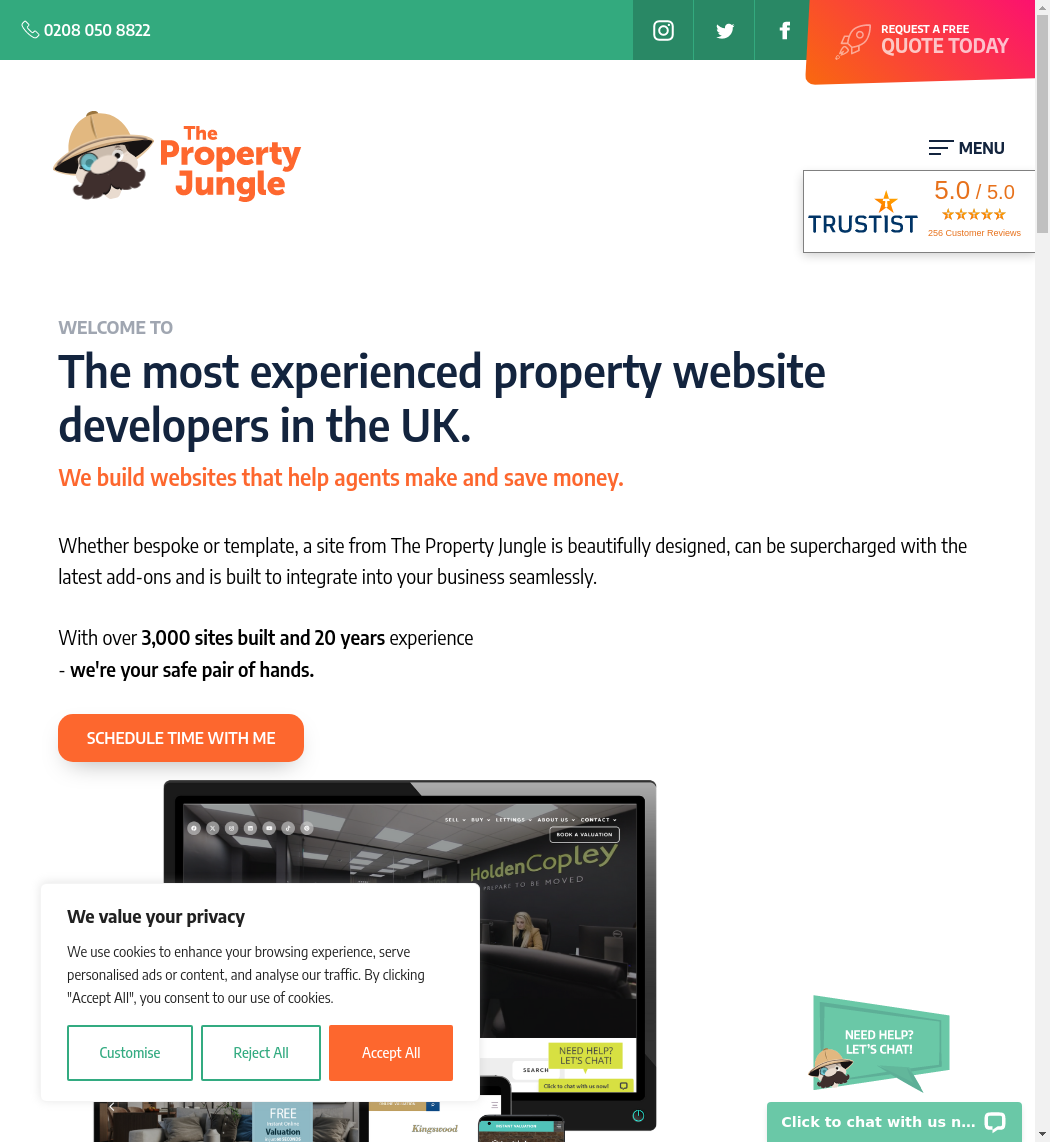 0208 050 8822
REQUEST A FREE
QUOTE TODAY
The
Property
Jungle
MENU
5.0 / 5.0
TRUSTIST
256 Customer Reviews
WELCOME TO
The most experienced property website
developers in the UK.
We build websites that help agents make and save money.
Whether bespoke or template, a site from The Property Jungle is beautifully designed, can be supercharged with the
latest add-ons and is built to integrate into your business seamlessly.
With over 3,000 sites built and 20 years experience
- we're your safe pair of hands.
SCHEDULE TIME WITH ME
SELL BUY LETTINGS ABOUT US CONTACT
BOOK A VALUATION
HoldenCopley
PREPARE TO BE MOVED
We value your privacy
We use cookies to enhance your browsing experience, serve
personalised ads or content, and analyse our traffic. By clicking
"Accept All", you consent to our use of cookies.
Customise
Reject All
Accept All
NEED HELP?
LET'S CHAT!
SEARCH
Click to chat with us now!
NEED HELP?
LET'S CHAT!
FREE
Instant Online
Valuation
INSTANT VALUATION
Kingswood
Click to chat with us n...